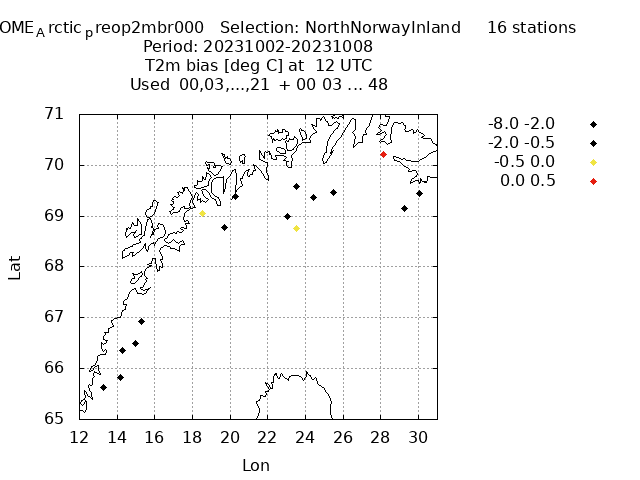 OME A rctic p reop2mbr000 Selection: NorthNorwayInland 16 stations
Period: 20231002-20231008
T2m bias [deg C] at 12 UTC
Used 00,03,...,21 + 00 03 ... 48
-8.0 -2.0
-2.0 -0.5
-0.5 0.0
0.0 0.5
71
70
69
68
67
66
65
Lat
12 14 16 18 20 22 24 26 28 30
Lon